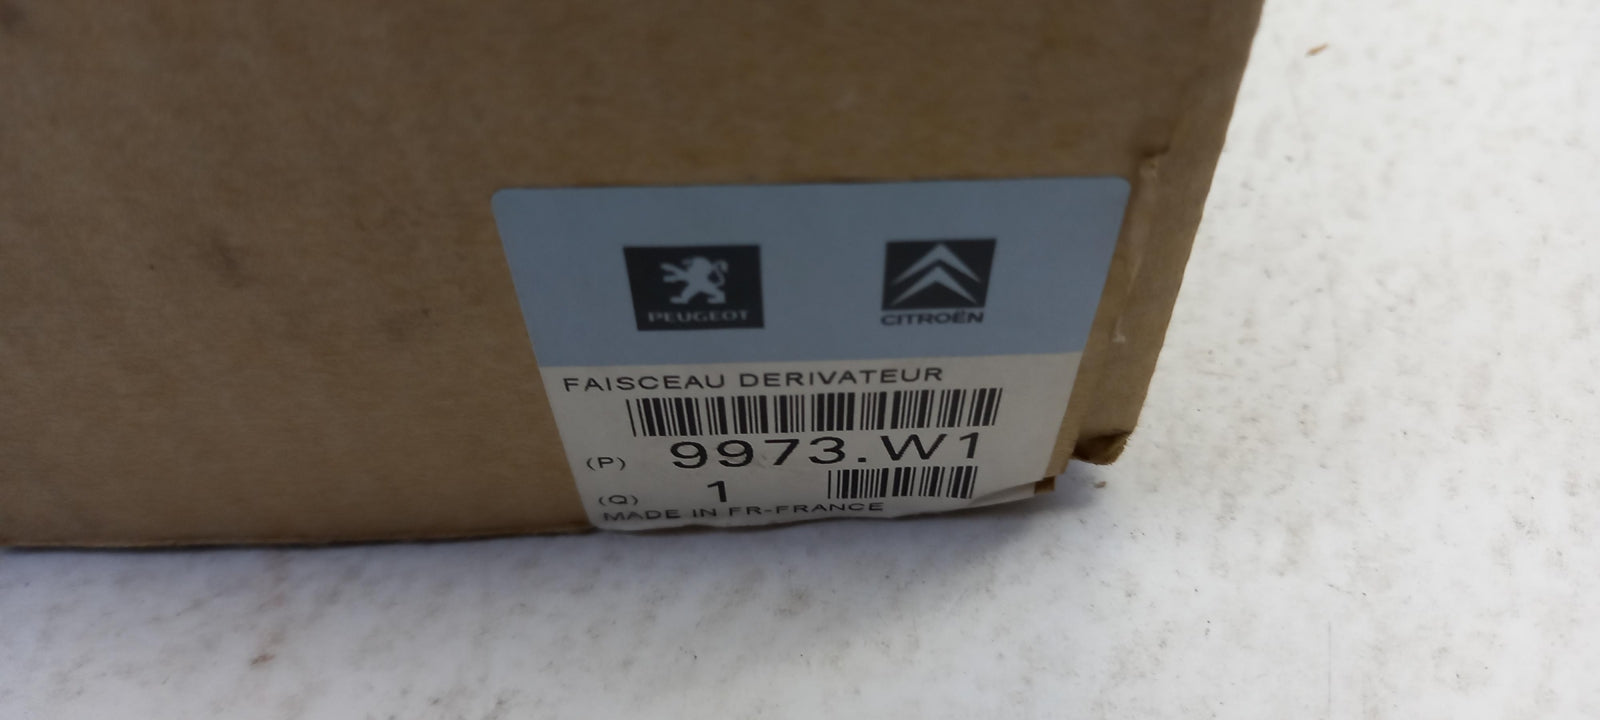 PEUGEOT
CITROËN
FAISCEAU DERIVATEUR
(P) 9973.W1
(Q) 1
MADE IN FR-FRANCE